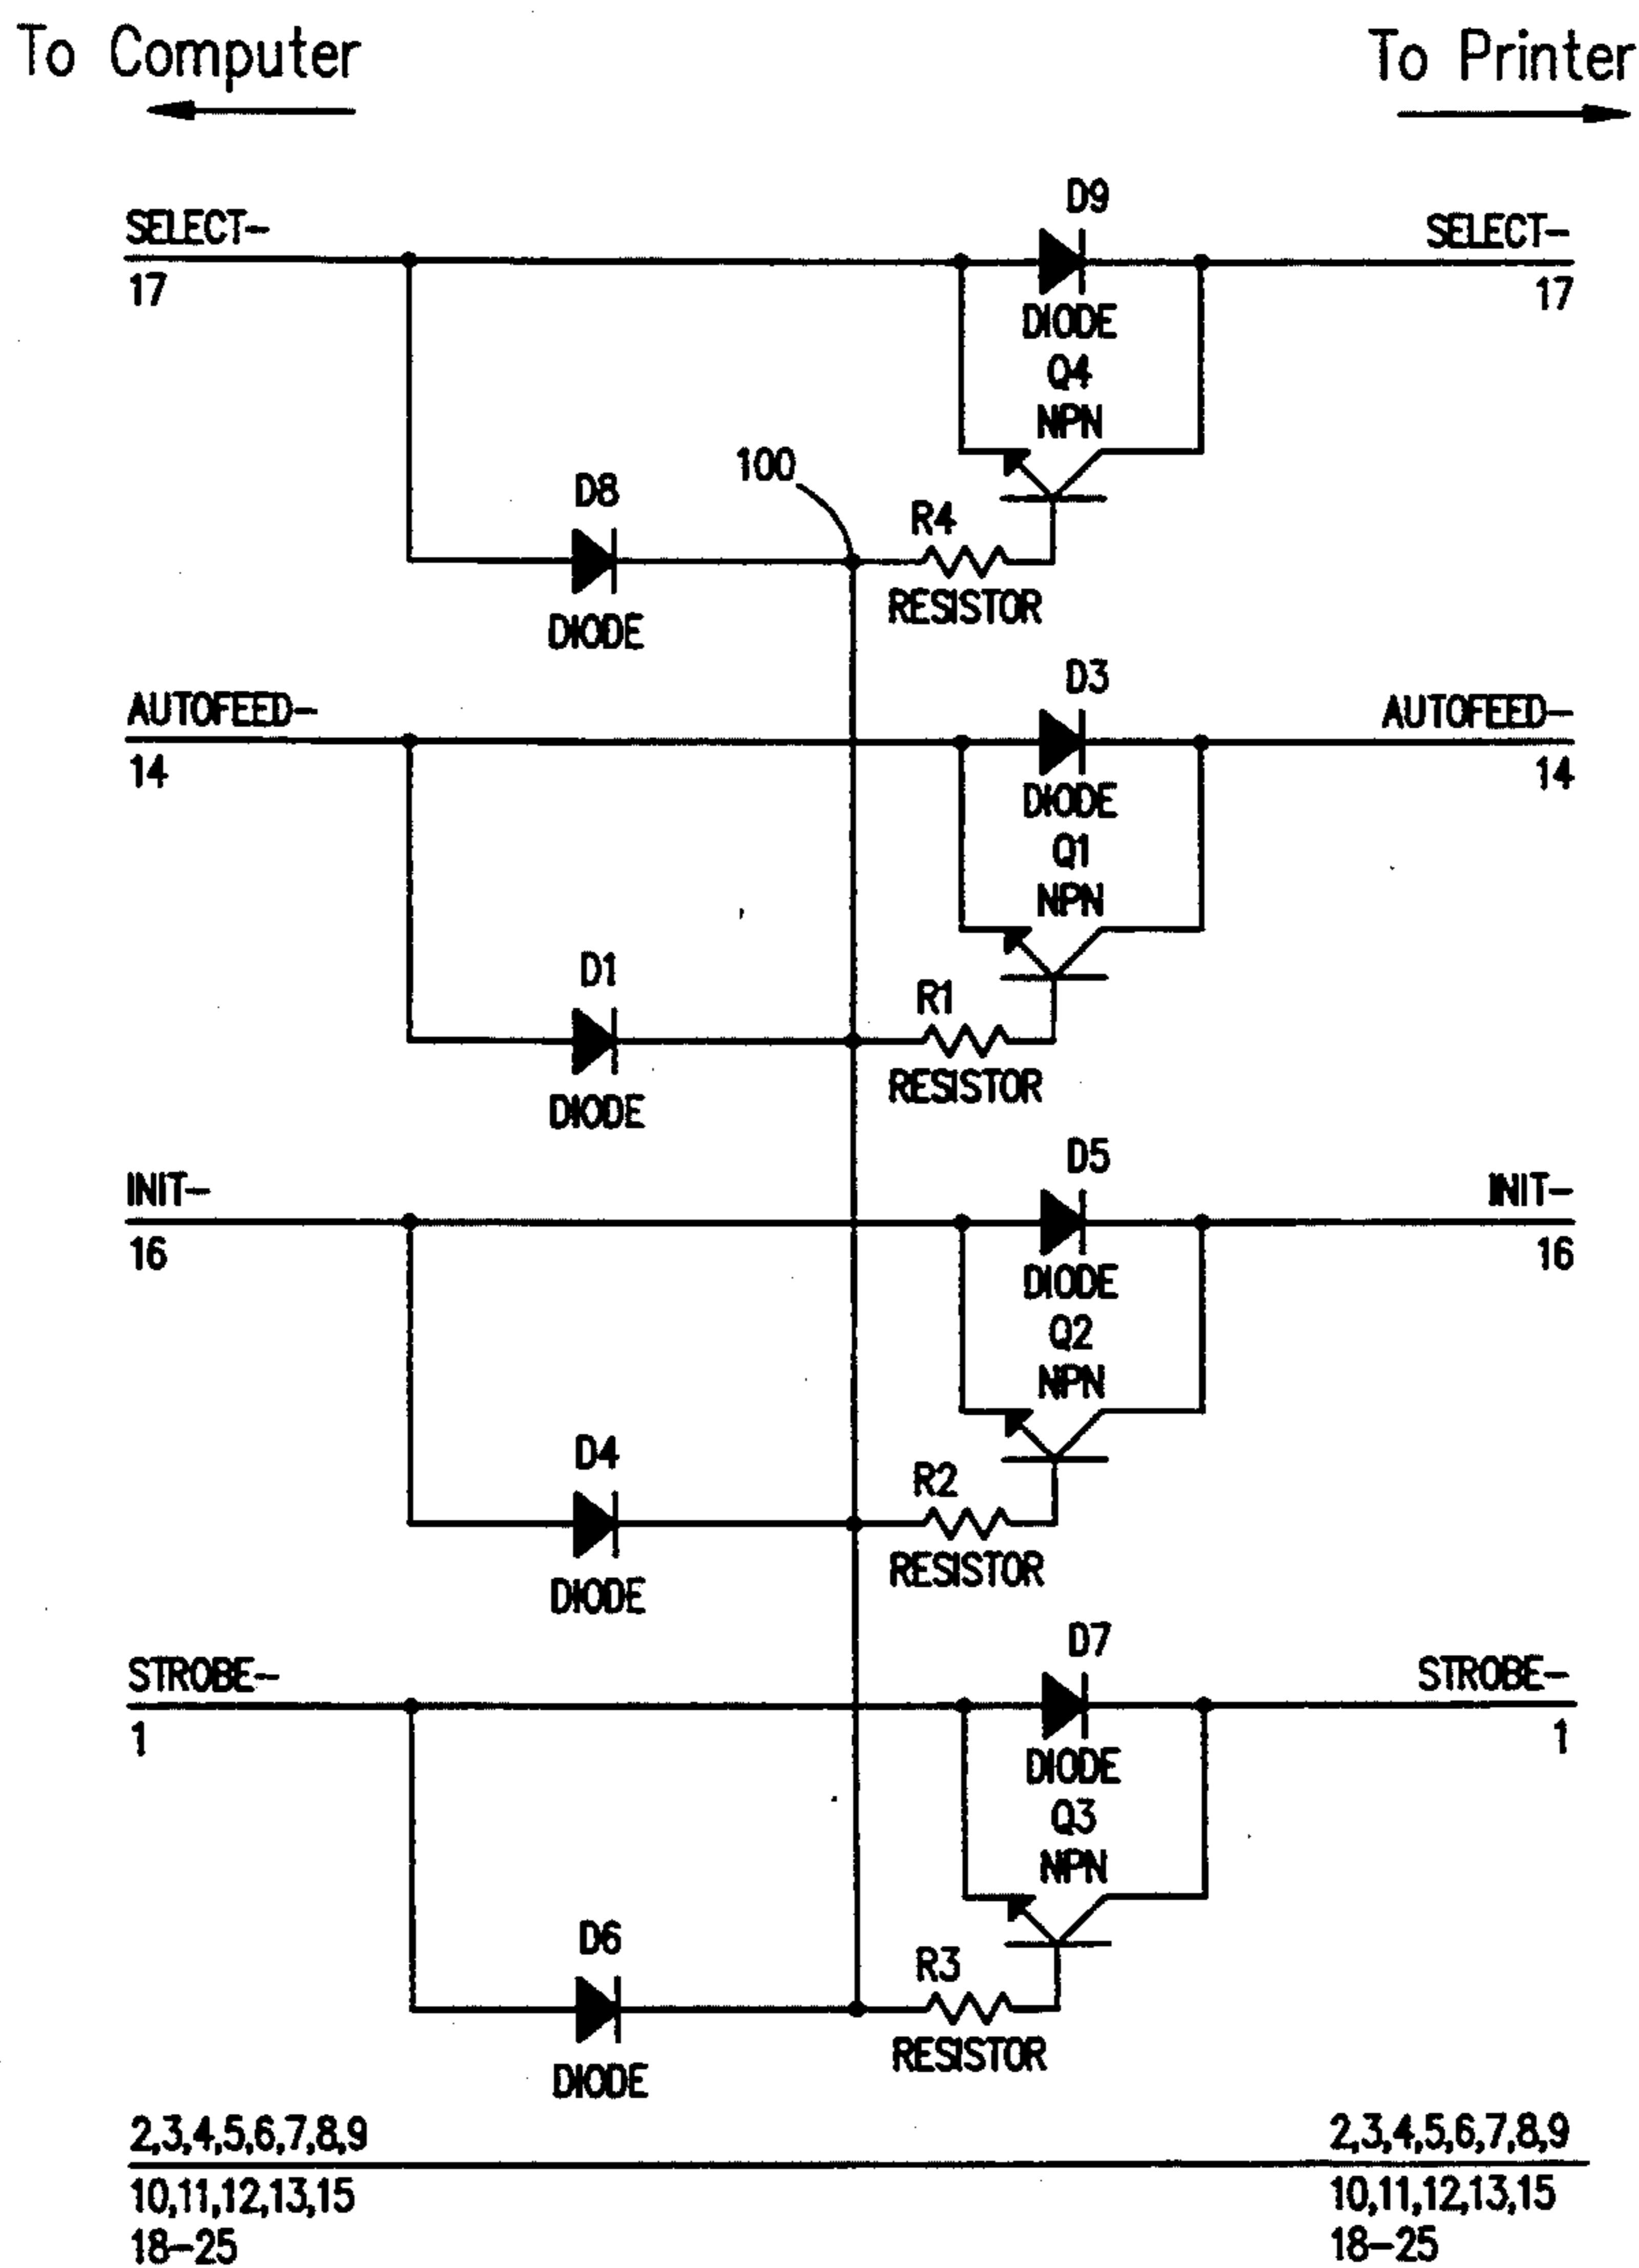 To Computer
To Printer
SELECT-
17
D9
DIODE
SELECT-
17
Q4
NPN
100
D8
DIODE
R4
RESISTOR
AUTOFEED-
14
D3
DIODE
AUTOFEED-
14
Q1
NPN
D1
DIODE
R1
RESISTOR
INIT-
16
D5
DIODE
INIT-
16
Q2
NPN
D4
DIODE
R2
RESISTOR
STROBE-
1
D7
DIODE
STROBE-
1
Q3
NPN
D6
DIODE
R3
RESISTOR
2,3,4,5,6,7,8,9
10,11,12,13,15
18-25
2,3,4,5,6,7,8,9
10,11,12,13,15
18-25